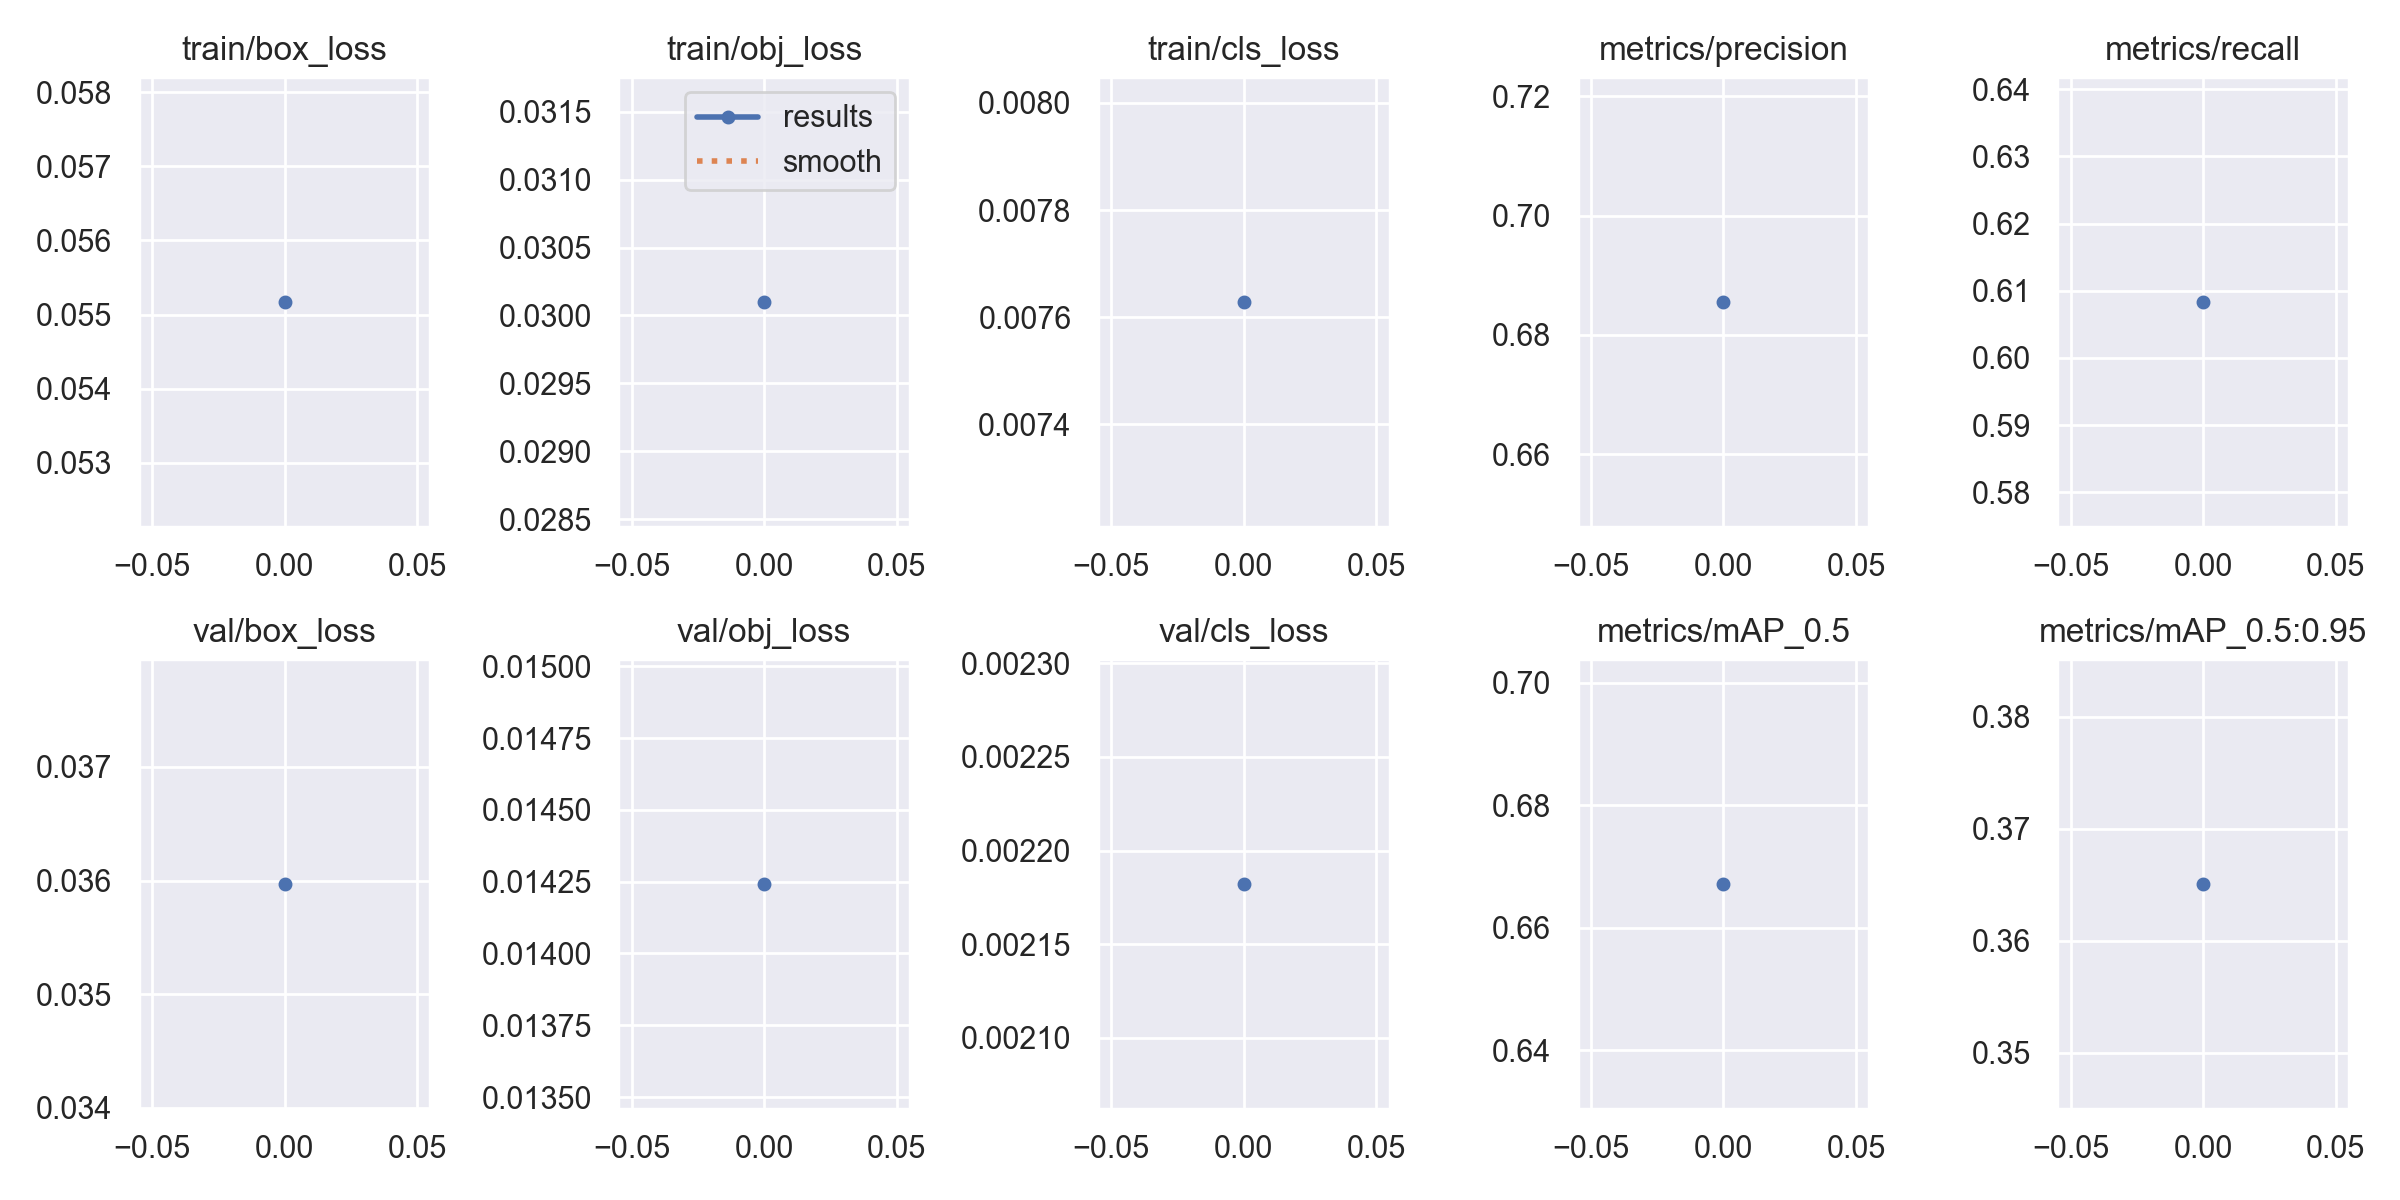 train/box_loss
0.058
0.057
0.056
0.055
0.054
0.053
−0.05 0.00 0.05
train/obj_loss
results
smooth
0.0315
0.0310
0.0305
0.0300
0.0295
0.0290
0.0285
−0.05 0.00 0.05
train/cls_loss
0.0080
0.0078
0.0076
0.0074
−0.05 0.00 0.05
metrics/precision
0.72
0.70
0.68
0.66
−0.05 0.00 0.05
metrics/recall
0.64
0.63
0.62
0.61
0.60
0.59
0.58
−0.05 0.00 0.05
val/box_loss
0.037
0.036
0.035
0.034
−0.05 0.00 0.05
val/obj_loss
0.01500
0.01475
0.01450
0.01425
0.01400
0.01375
0.01350
−0.05 0.00 0.05
val/cls_loss
0.00230
0.00225
0.00220
0.00215
0.00210
−0.05 0.00 0.05
metrics/mAP_0.5
0.70
0.68
0.66
0.64
−0.05 0.00 0.05
metrics/mAP_0.5:0.95
0.38
0.37
0.36
0.35
−0.05 0.00 0.05